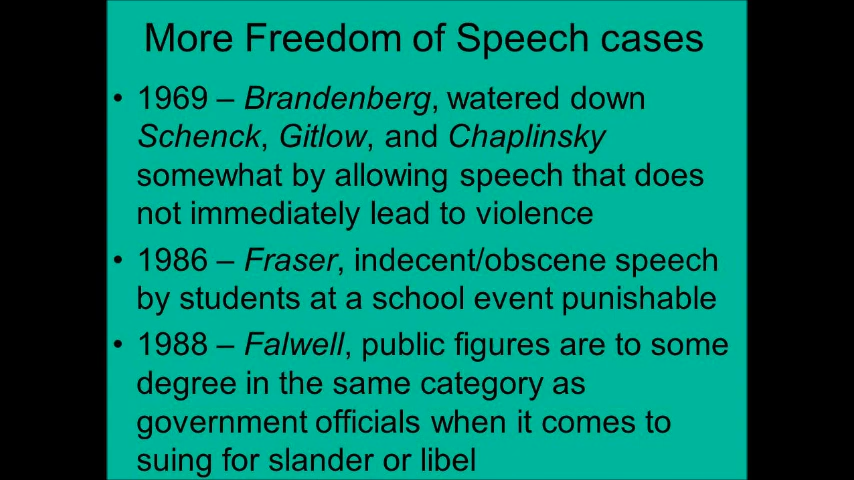 More Freedom of Speech cases
• 1969 – Brandenberg, watered down
Schenck, Gitlow, and Chaplinsky
somewhat by allowing speech that does
not immediately lead to violence
• 1986 – Fraser, indecent/obscene speech
by students at a school event punishable
• 1988 – Falwell, public figures are to some
degree in the same category as
government officials when it comes to
suing for slander or libel